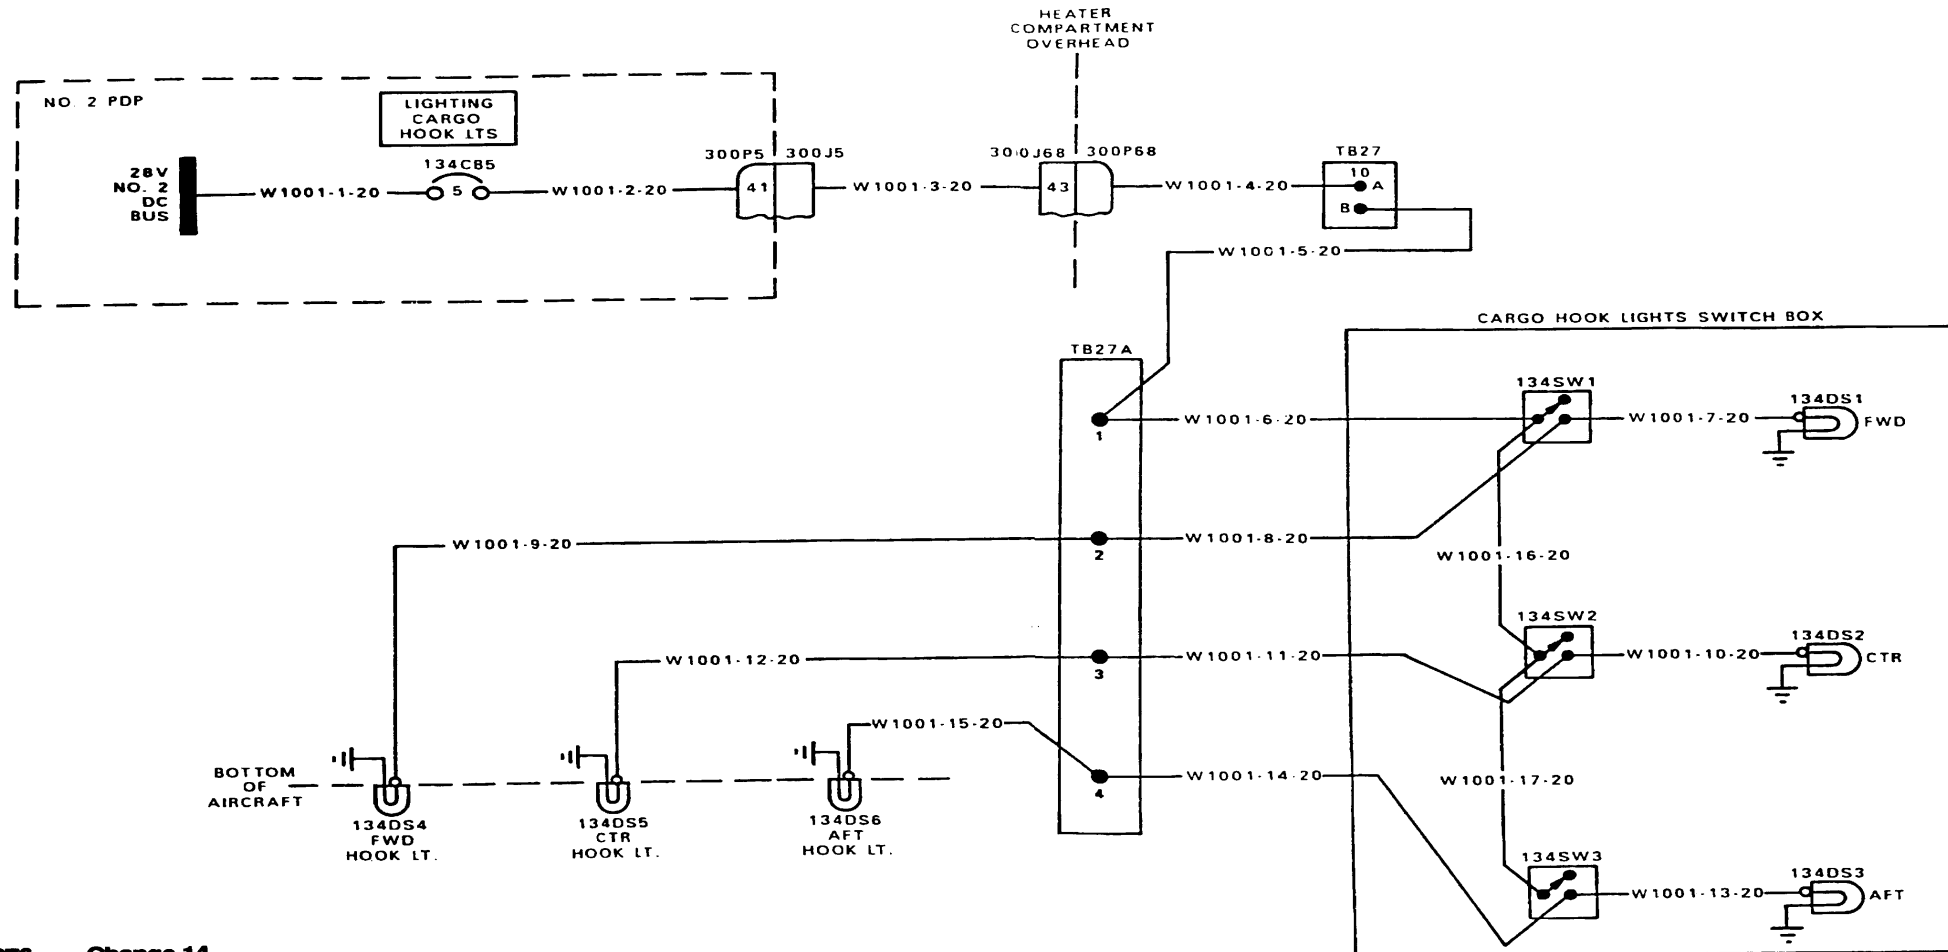 HEATER
COMPARTMENT
OVERHEAD
NO. 2 PDP
LIGHTING
CARGO
HOOK LTS
134CB5
5
28V
NO. 2
DC
BUS
W1001-1-20
W1001-2-20
300P5
300J5
41
W1001-3-20
300J68
300P68
43
W1001-4-20
TB27
10
A
B
W1001-5-20
CARGO HOOK LIGHTS SWITCH BOX
TB27A
134SW1
134DS1
1
W1001-6-20
W1001-7-20
FWD
W1001-9-20
2
W1001-8-20
W1001-16-20
134SW2
134DS2
W1001-12-20
3
W1001-11-20
W1001-10-20
CTR
W1001-15-20
4
W1001-14-20
W1001-17-20
BOTTOM
OF
AIRCRAFT
134DS4
FWD
HOOK LT.
134DS5
CTR
HOOK LT.
134DS6
AFT
HOOK LT.
134SW3
134DS3
W1001-13-20
AFT
Change 14